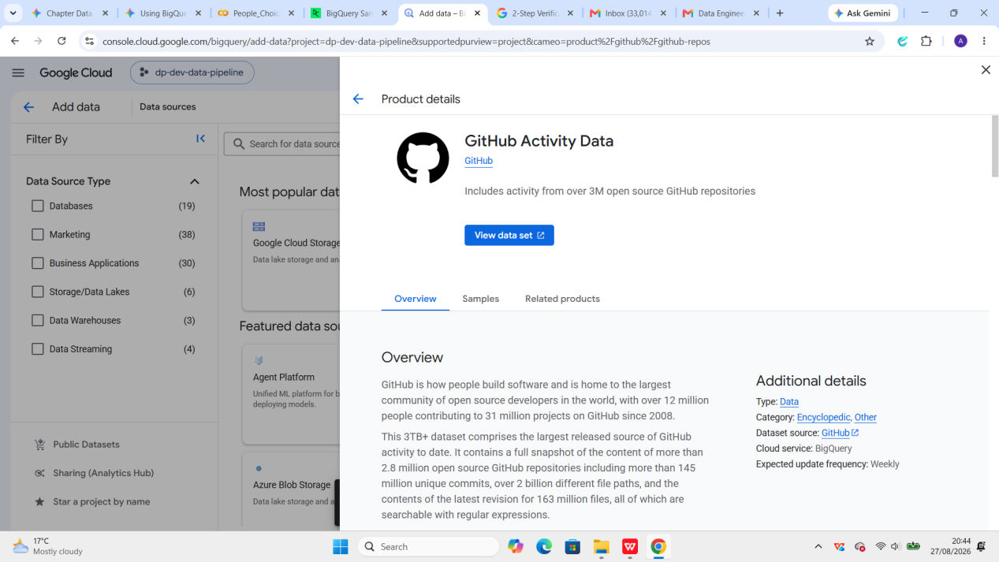 Chapter Data
Using BigQue
People_Choic
BigQuery San
Add data – Bi
2-Step Verific
Inbox (33,014
Data Enginee
Ask Gemini
console.cloud.google.com/bigquery/add-data?project=dp-dev-data-pipeline&supportedpurview=project&cameo=product%2Fgithub%2Fgithub-repos
A
Google Cloud
dp-dev-data-pipeline
Add data
Data sources
Filter By
Search for data source
Data Source Type
Databases (19)
Marketing (38)
Business Applications (30)
Storage/Data Lakes (6)
Data Warehouses (3)
Data Streaming (4)
Public Datasets
Sharing (Analytics Hub)
Star a project by name
Most popular dat
Google Cloud Storage
Data lake storage and an
Featured data sou
Agent Platform
Unified ML platform for b
deploying models.
Azure Blob Storage
Data lake storage and a
Product details
GitHub Activity Data
GitHub
Includes activity from over 3M open source GitHub repositories
View data set
Overview
Samples
Related products
Overview
GitHub is how people build software and is home to the largest
community of open source developers in the world, with over 12 million
people contributing to 31 million projects on GitHub since 2008.
This 3TB+ dataset comprises the largest released source of GitHub
activity to date. It contains a full snapshot of the content of more than
2.8 million open source GitHub repositories including more than 145
million unique commits, over 2 billion different file paths, and the
contents of the latest revision for 163 million files, all of which are
searchable with regular expressions.
Additional details
Type: Data
Category: Encyclopedic, Other
Dataset source: GitHub
Cloud service: BigQuery
Expected update frequency: Weekly
17°C
Mostly cloudy
Search
20:44
27/08/2026